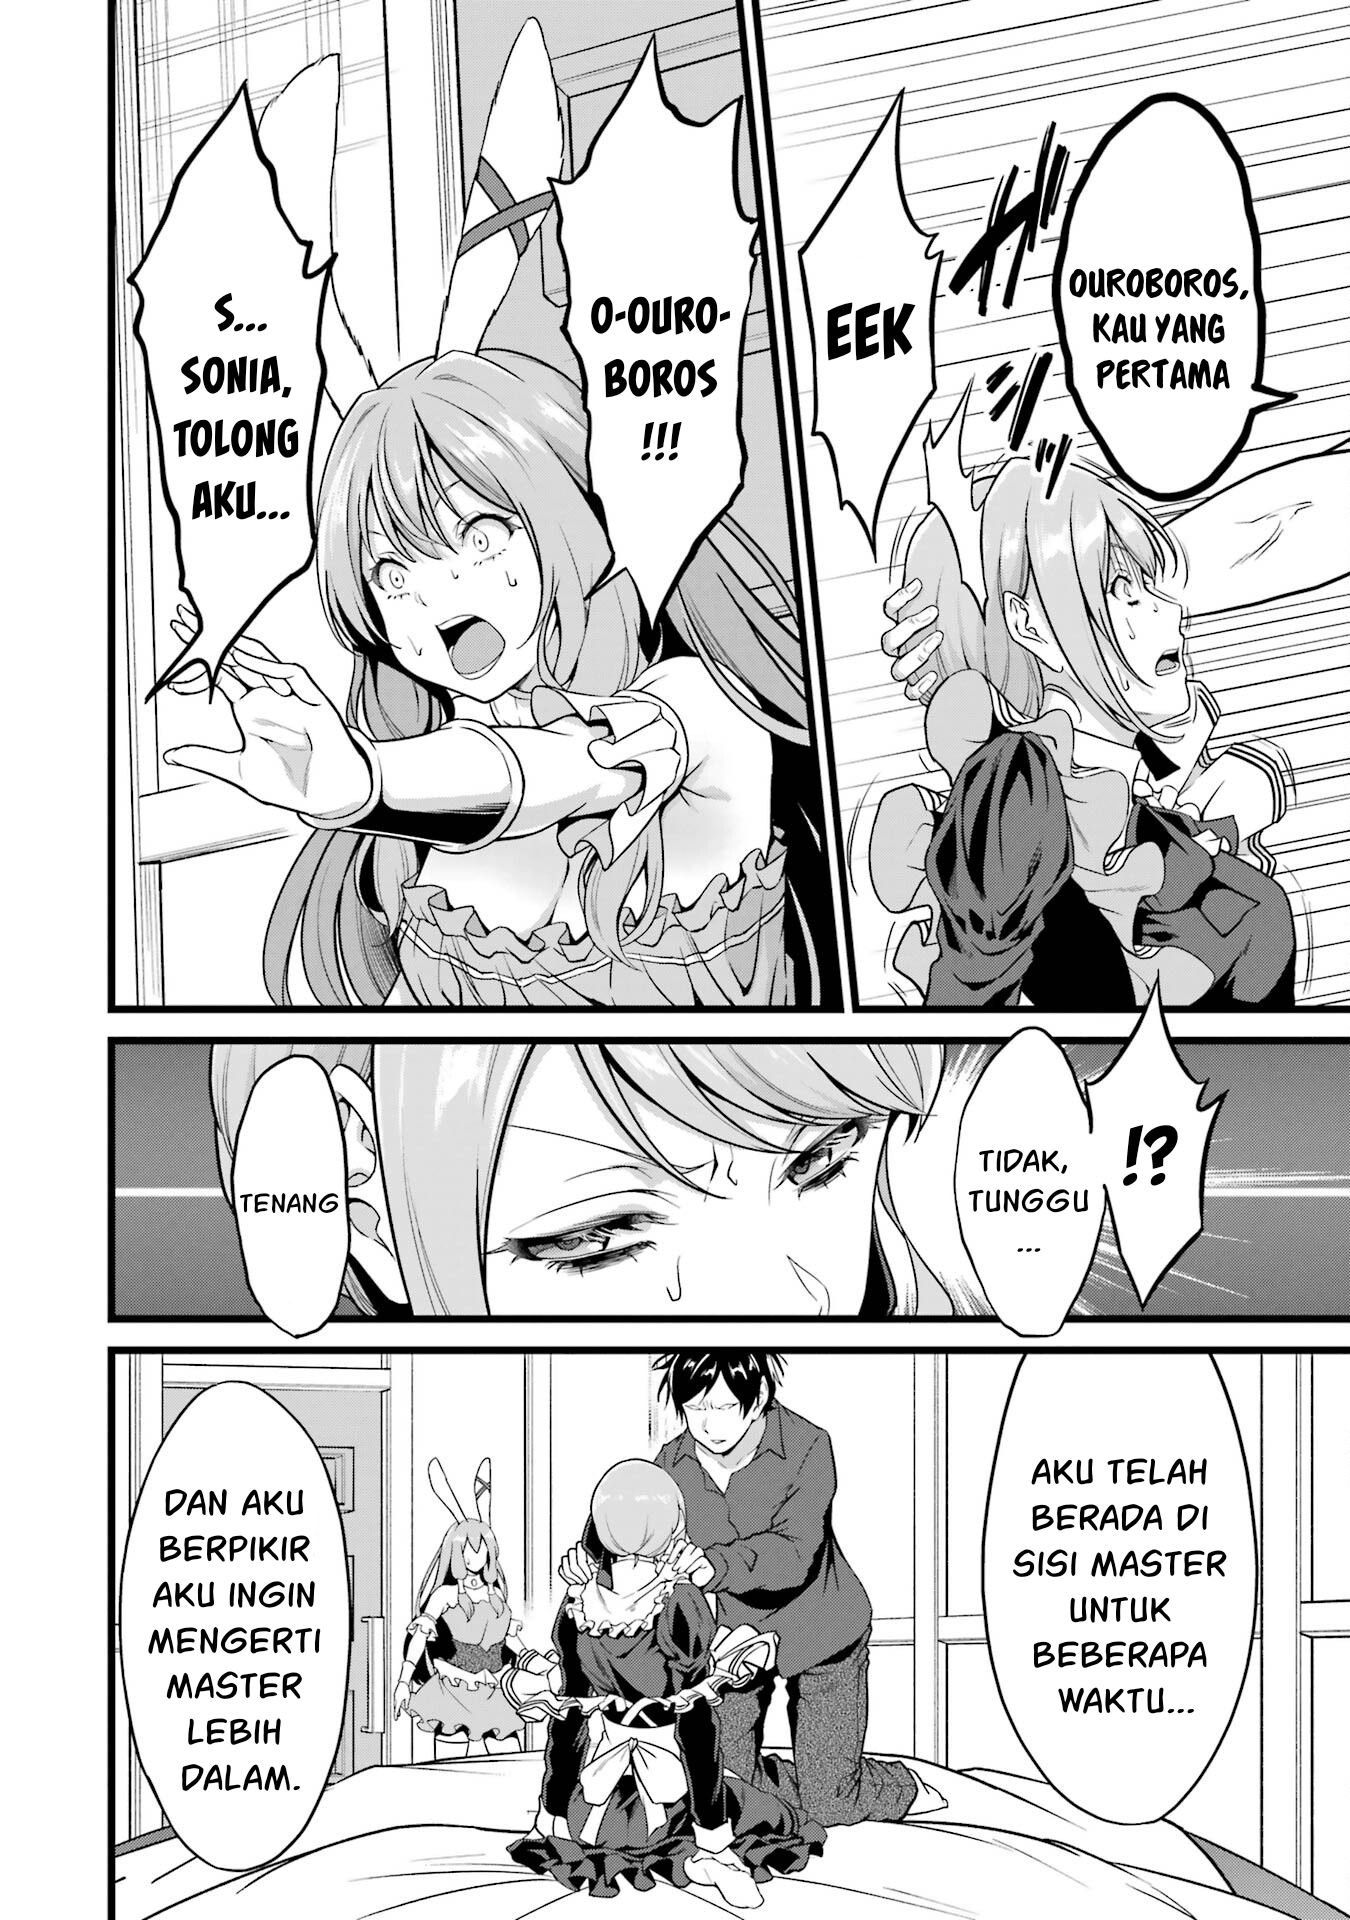 OUROBOROS,
KAU YANG
PERTAMA
EEK
O-OURO-
BOROS
!!!
S...
SONIA,
TOLONG
AKU...
!?
TIDAK,
TUNGGU
...
TENANG
AKU TELAH
BERADA DI
SISI MASTER
UNTUK
BEBERAPA
WAKTU...
DAN AKU
BERPIKIR
AKU INGIN
MENGERTI
MASTER
LEBIH
DALAM.